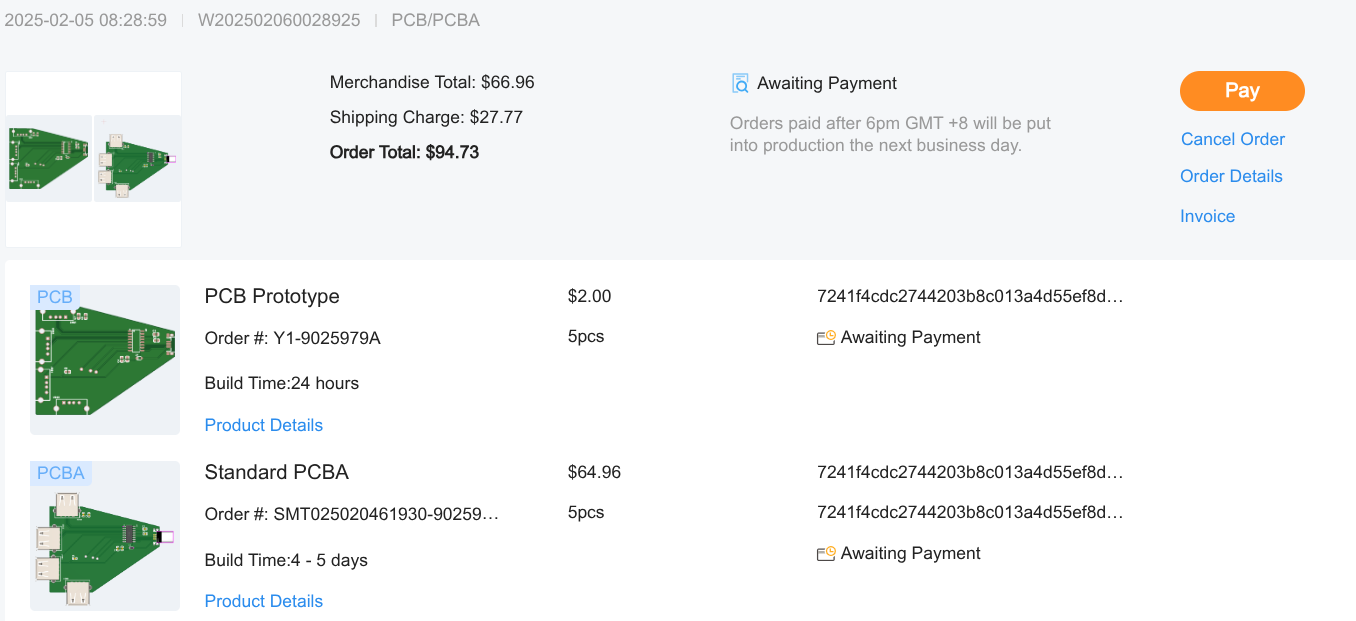 2025-02-05 08:28:59 | W202502060028925 | PCB/PCBA
Merchandise Total: $66.96
Shipping Charge: $27.77
Order Total: $94.73
Awaiting Payment
Orders paid after 6pm GMT +8 will be put
into production the next business day.
Pay
Cancel Order
Order Details
Invoice
PCB
PCB Prototype
Order #: Y1-9025979A
Build Time:24 hours
Product Details
$2.00
5pcs
7241f4cdc2744203b8c013a4d55ef8d…
Awaiting Payment
PCBA
Standard PCBA
Order #: SMT025020461930-90259…
Build Time:4 - 5 days
Product Details
$64.96
5pcs
7241f4cdc2744203b8c013a4d55ef8d…
7241f4cdc2744203b8c013a4d55ef8d…
Awaiting Payment